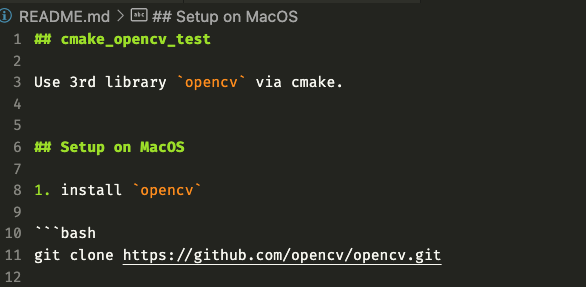 README.md > abc ## Setup on MacOS
1 ## cmake_opencv_test
2
3 Use 3rd library `opencv` via cmake.
4
5
6 ## Setup on MacOS
7
8 1. install `opencv`
9
10 ```bash
11 git clone https://github.com/opencv/opencv.git
12